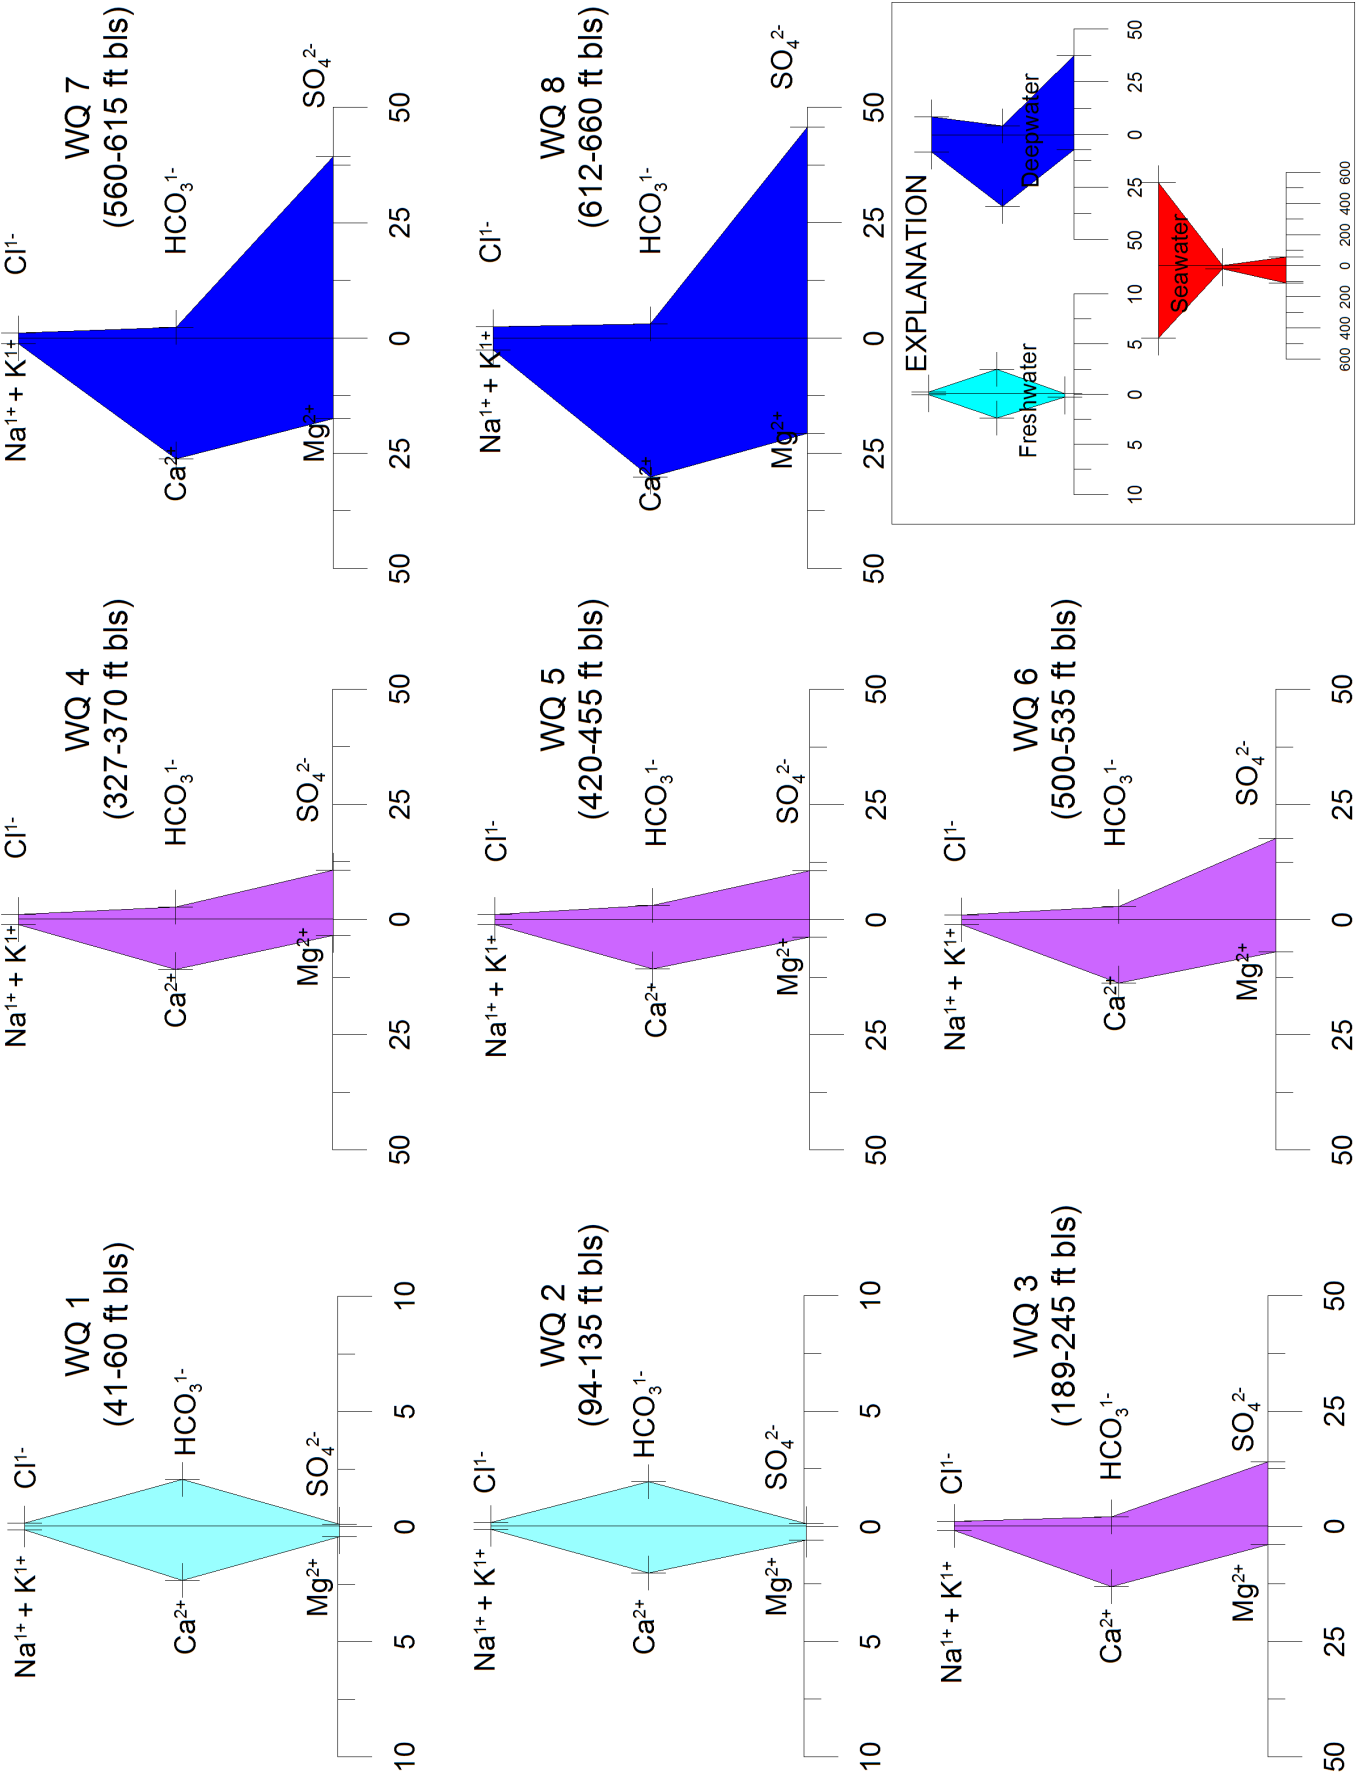 WQ 1
(41-60 ft bls)
Na¹⁺ + K¹⁺ Cl¹⁻
Ca²⁺ HCO₃¹⁻
Mg²⁺ SO₄²⁻
10 5 0 5 10
WQ 2
(94-135 ft bls)
Na¹⁺ + K¹⁺ Cl¹⁻
Ca²⁺ HCO₃¹⁻
Mg²⁺ SO₄²⁻
10 5 0 5 10
WQ 3
(189-245 ft bls)
Na¹⁺ + K¹⁺ Cl¹⁻
Ca²⁺ HCO₃¹⁻
Mg²⁺ SO₄²⁻
50 25 0 25 50
WQ 4
(327-370 ft bls)
Na¹⁺ + K¹⁺ Cl¹⁻
Ca²⁺ HCO₃¹⁻
Mg²⁺ SO₄²⁻
50 25 0 25 50
WQ 5
(420-455 ft bls)
Na¹⁺ + K¹⁺ Cl¹⁻
Ca²⁺ HCO₃¹⁻
Mg²⁺ SO₄²⁻
50 25 0 25 50
WQ 6
(500-535 ft bls)
Na¹⁺ + K¹⁺ Cl¹⁻
Ca²⁺ HCO₃¹⁻
Mg²⁺ SO₄²⁻
50 25 0 25 50
WQ 7
(560-615 ft bls)
Na¹⁺ + K¹⁺ Cl¹⁻
Ca²⁺ HCO₃¹⁻
Mg²⁺ SO₄²⁻
50 25 0 25 50
WQ 8
(612-660 ft bls)
Na¹⁺ + K¹⁺ Cl¹⁻
Ca²⁺ HCO₃¹⁻
Mg²⁺ SO₄²⁻
50 25 0 25 50
EXPLANATION
Freshwater
10 5 0 5 10
Deepwater
50 25 0 25 50
Seawater
600 400 200 0 200 400 600